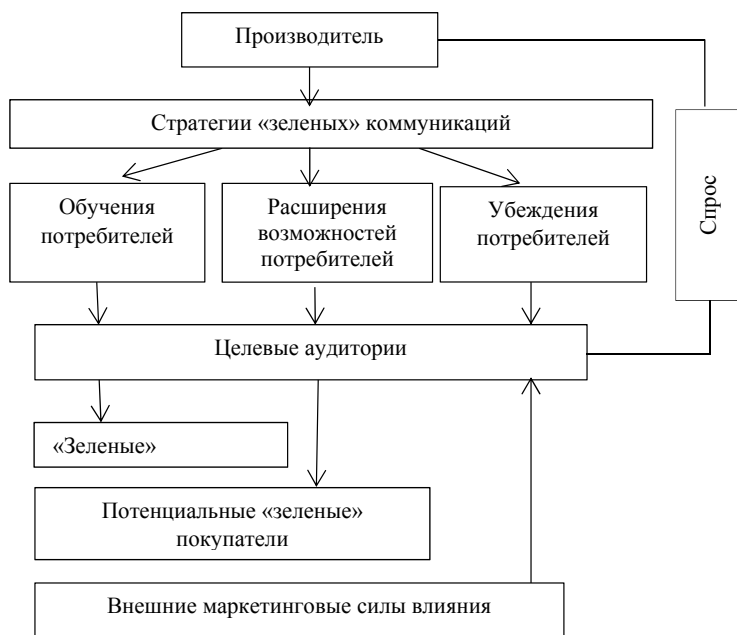 Производитель
Стратегии «зеленых» коммуникаций
Обучения
потребителей
Расширения
возможностей
потребителей
Убеждения
потребителей
Спрос
Целевые аудитории
«Зеленые»
Потенциальные «зеленые»
покупатели
Внешние маркетинговые силы влияния